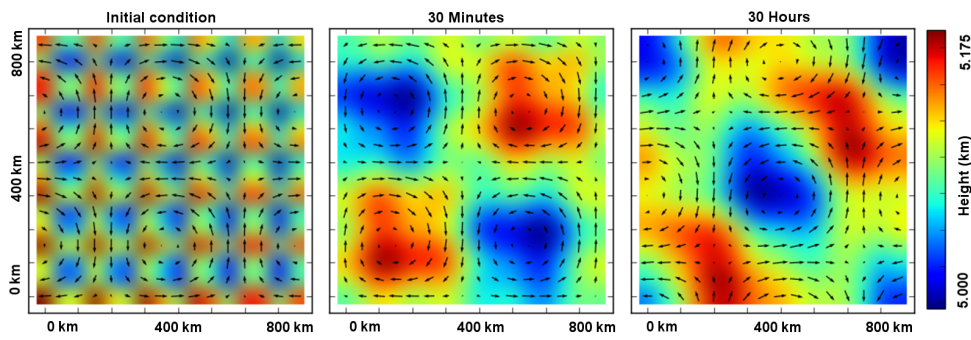 Initial condition
30 Minutes
30 Hours
800 km
400 km
0 km
0 km 400 km 800 km
0 km 400 km 800 km
0 km 400 km 800 km
5.175
Height (km)
5.000